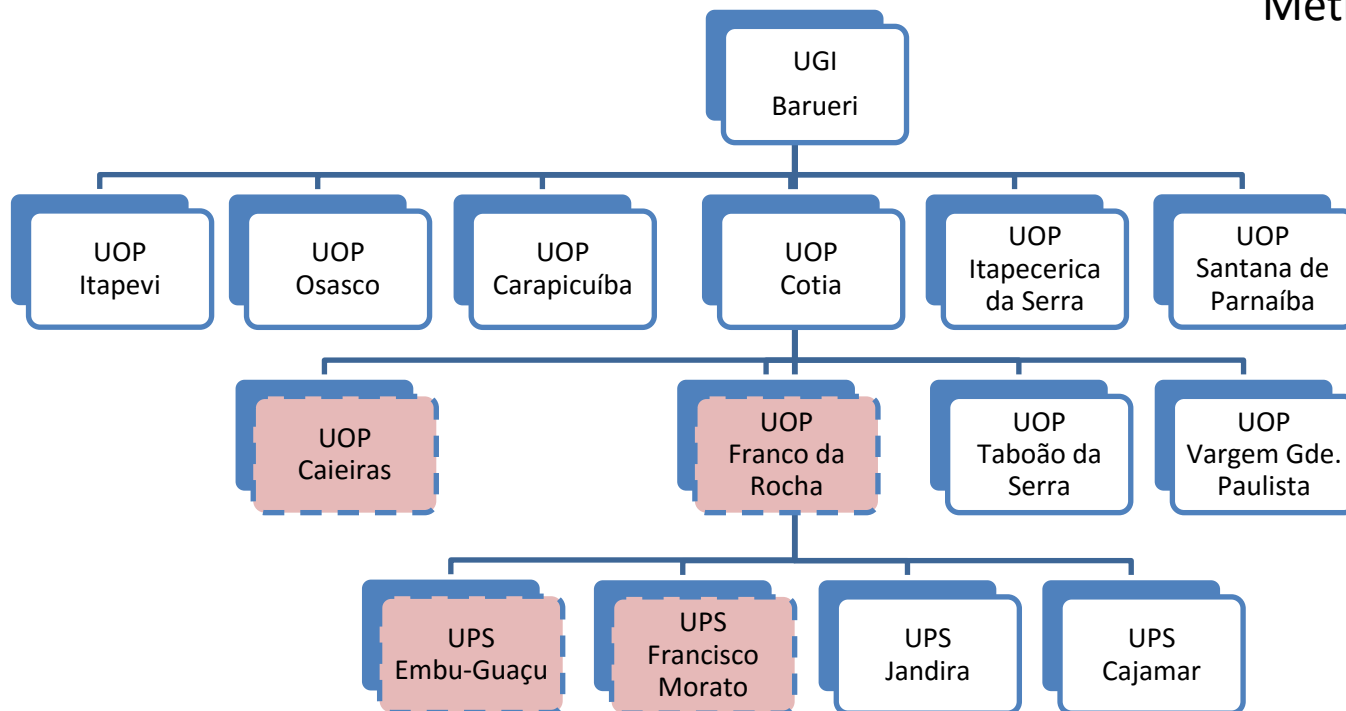 UGI
Barueri
UOP
Itapevi
UOP
Osasco
UOP
Carapicuíba
UOP
Cotia
UOP
Itapecerica
da Serra
UOP
Santana de
Parnaíba
UOP
Caieiras
UOP
Franco da
Rocha
UOP
Taboão da
Serra
UOP
Vargem Gde.
Paulista
UPS
Embu-Guaçu
UPS
Francisco
Morato
UPS
Jandira
UPS
Cajamar